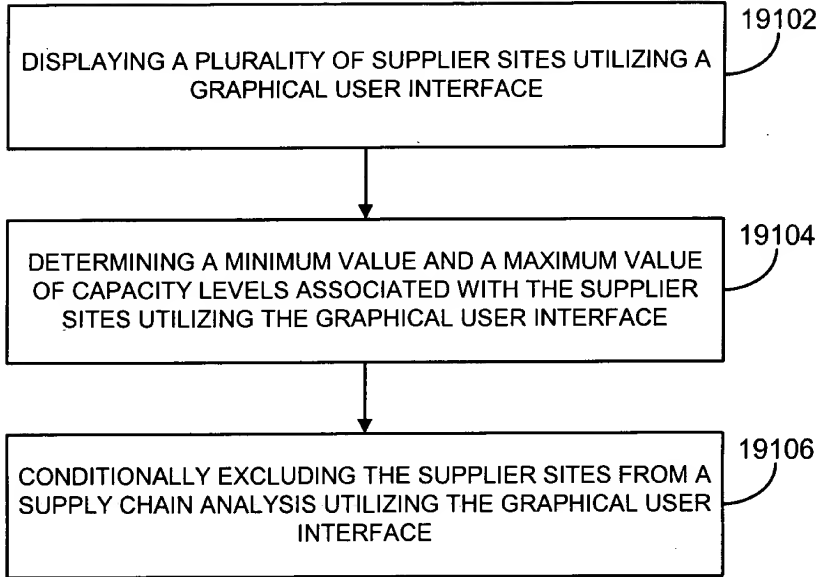 19102
DISPLAYING A PLURALITY OF SUPPLIER SITES UTILIZING A
GRAPHICAL USER INTERFACE
19104
DETERMINING A MINIMUM VALUE AND A MAXIMUM VALUE
OF CAPACITY LEVELS ASSOCIATED WITH THE SUPPLIER
SITES UTILIZING THE GRAPHICAL USER INTERFACE
19106
CONDITIONALLY EXCLUDING THE SUPPLIER SITES FROM A
SUPPLY CHAIN ANALYSIS UTILIZING THE GRAPHICAL USER
INTERFACE